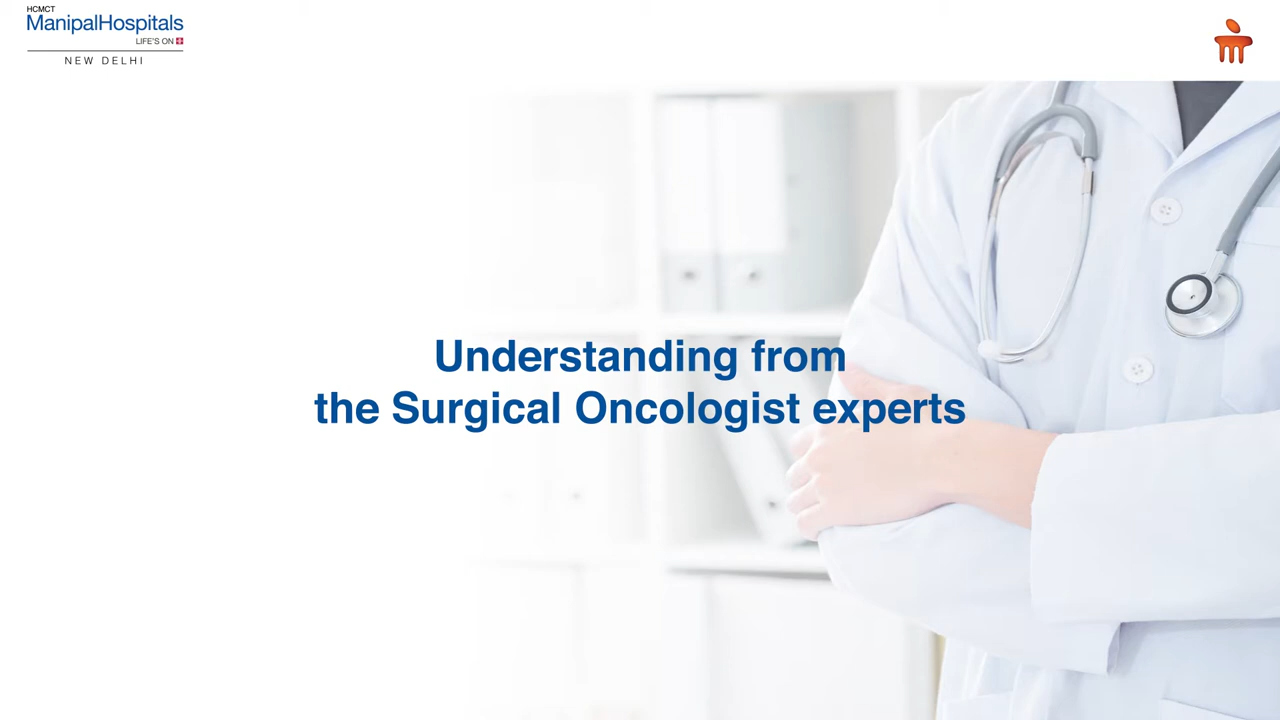 HCMCT
ManipalHospitals
LIFE'S ON
NEW DELHI
Understanding from
the Surgical Oncologist experts